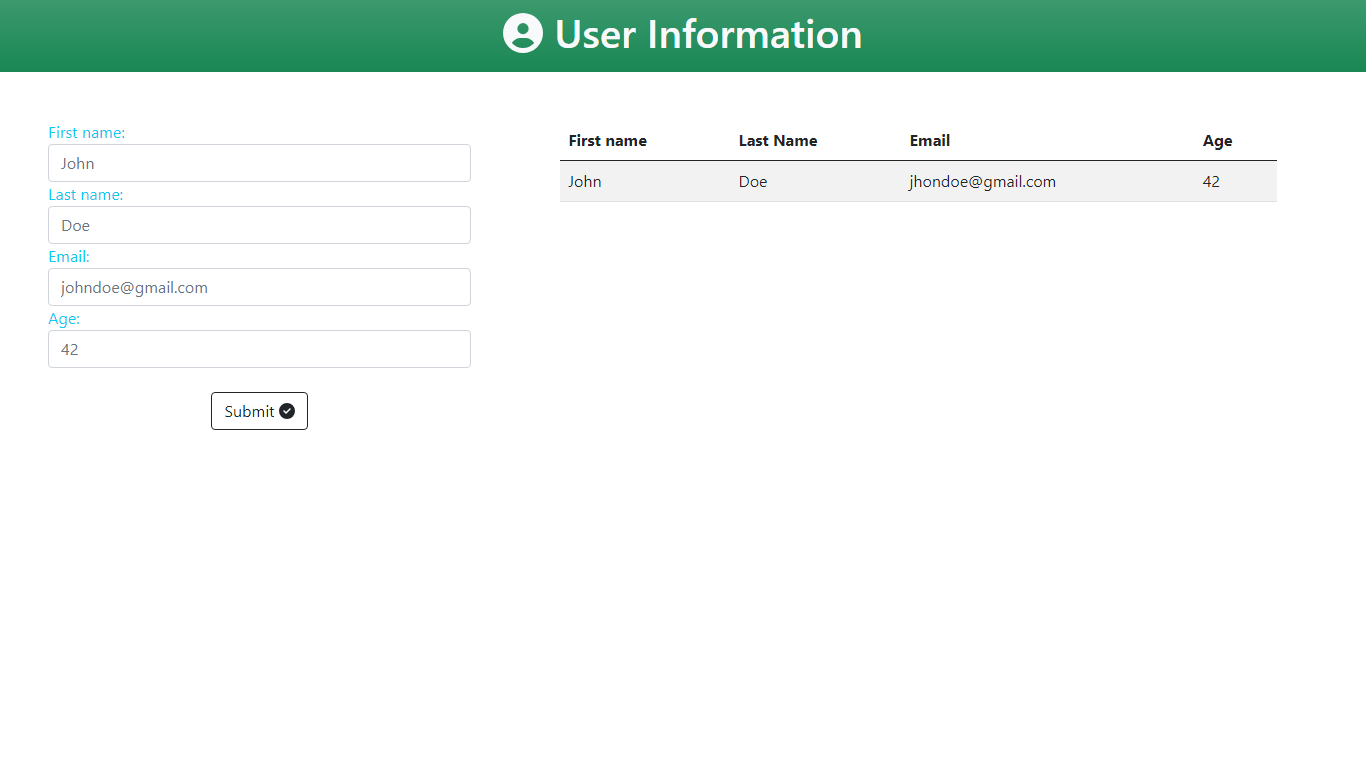 User Information
First name:
John
Last name:
Doe
Email:
johndoe@gmail.com
Age:
42
Submit
First name Last Name Email Age
John Doe jhondoe@gmail.com 42